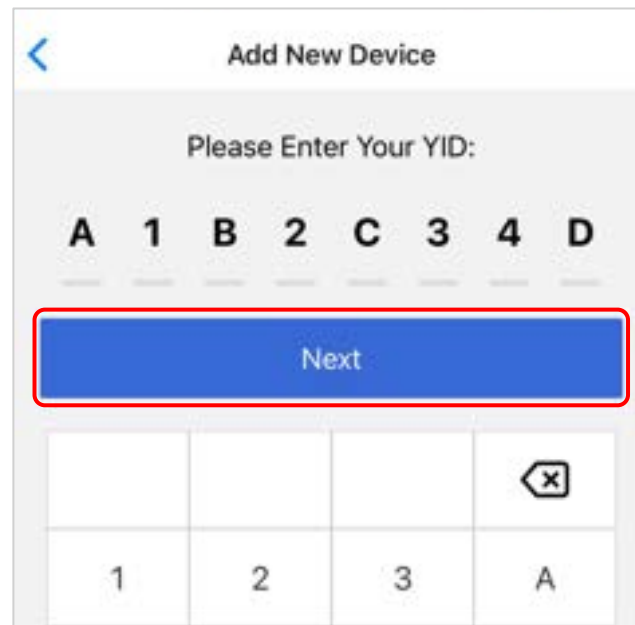 Add New Device
Please Enter Your YID:
A 1 B 2 C 3 4 D
Next
1 2 3 A